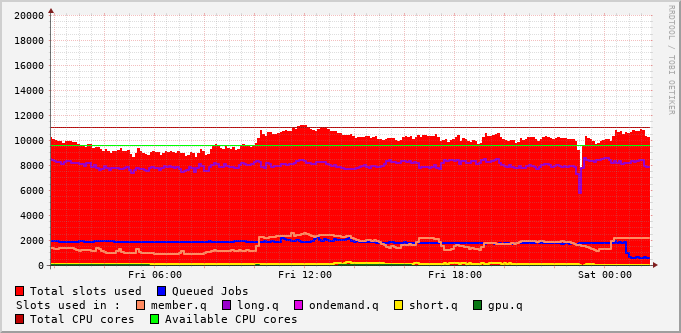 20000
18000
16000
14000
12000
10000
8000
6000
4000
2000
0
Fri 06:00 Fri 12:00 Fri 18:00 Sat 00:00
RRDTOOL / TOBI OETIKER
Total slots used Queued Jobs
Slots used in : member.q long.q ondemand.q short.q gpu.q
Total CPU cores Available CPU cores